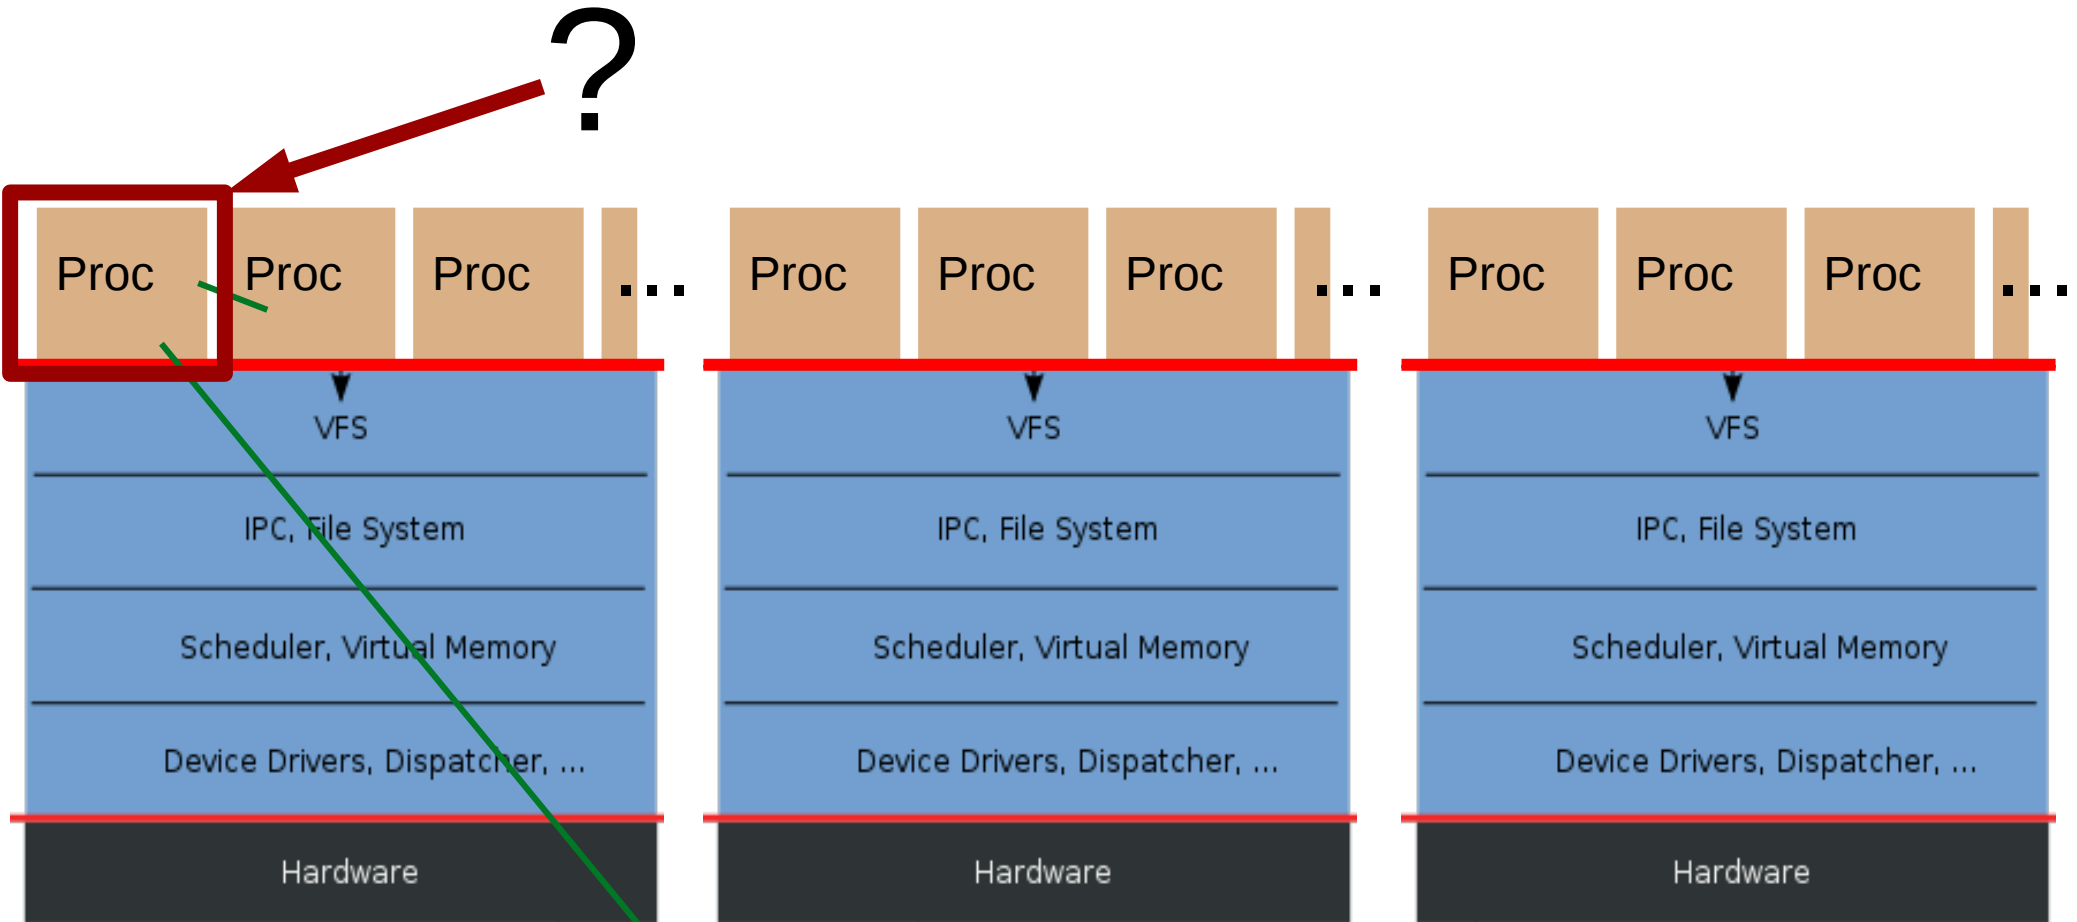 ?
Proc Proc Proc ... Proc Proc Proc ... Proc Proc Proc ...
VFS VFS VFS
IPC, File System IPC, File System IPC, File System
Scheduler, Virtual Memory Scheduler, Virtual Memory Scheduler, Virtual Memory
Device Drivers, Dispatcher, ... Device Drivers, Dispatcher, ... Device Drivers, Dispatcher, ...
Hardware Hardware Hardware